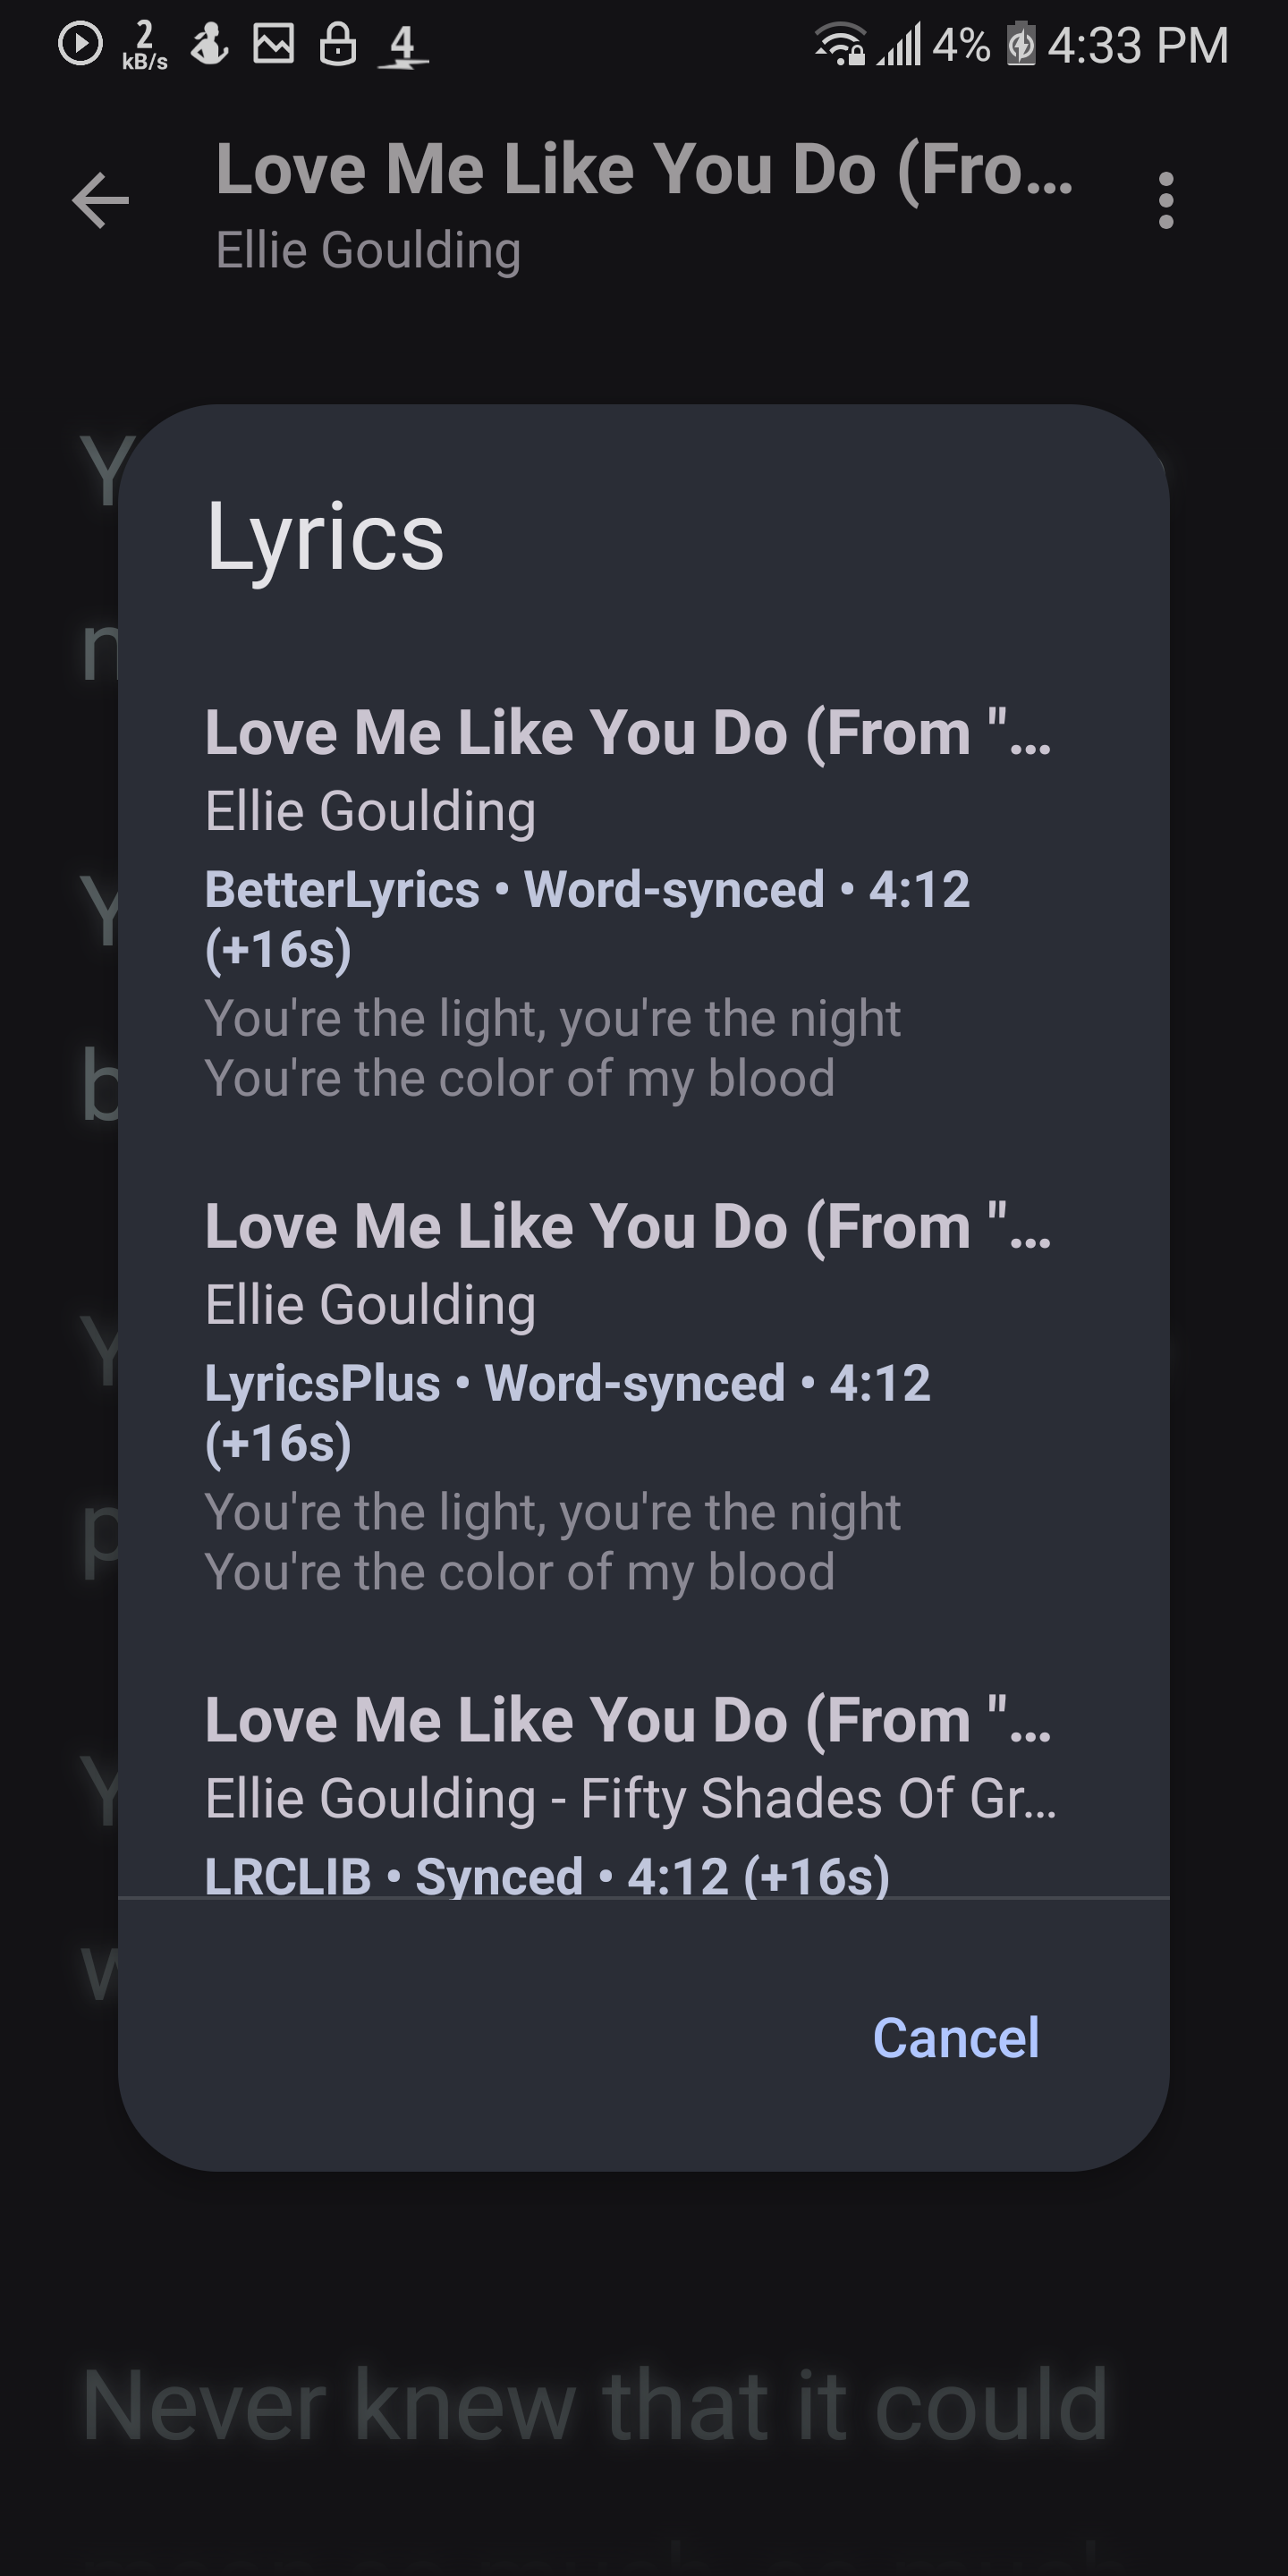 2
kB/s
4
4%
4:33 PM
Love Me Like You Do (Fro...
Ellie Goulding
Lyrics
Love Me Like You Do (From "...
Ellie Goulding
BetterLyrics • Word-synced • 4:12
(+16s)
You're the light, you're the night
You're the color of my blood
Love Me Like You Do (From "...
Ellie Goulding
LyricsPlus • Word-synced • 4:12
(+16s)
You're the light, you're the night
You're the color of my blood
Love Me Like You Do (From "...
Ellie Goulding - Fifty Shades Of Gr...
LRCLIB • Synced • 4:12 (+16s)
Cancel
Never knew that it could